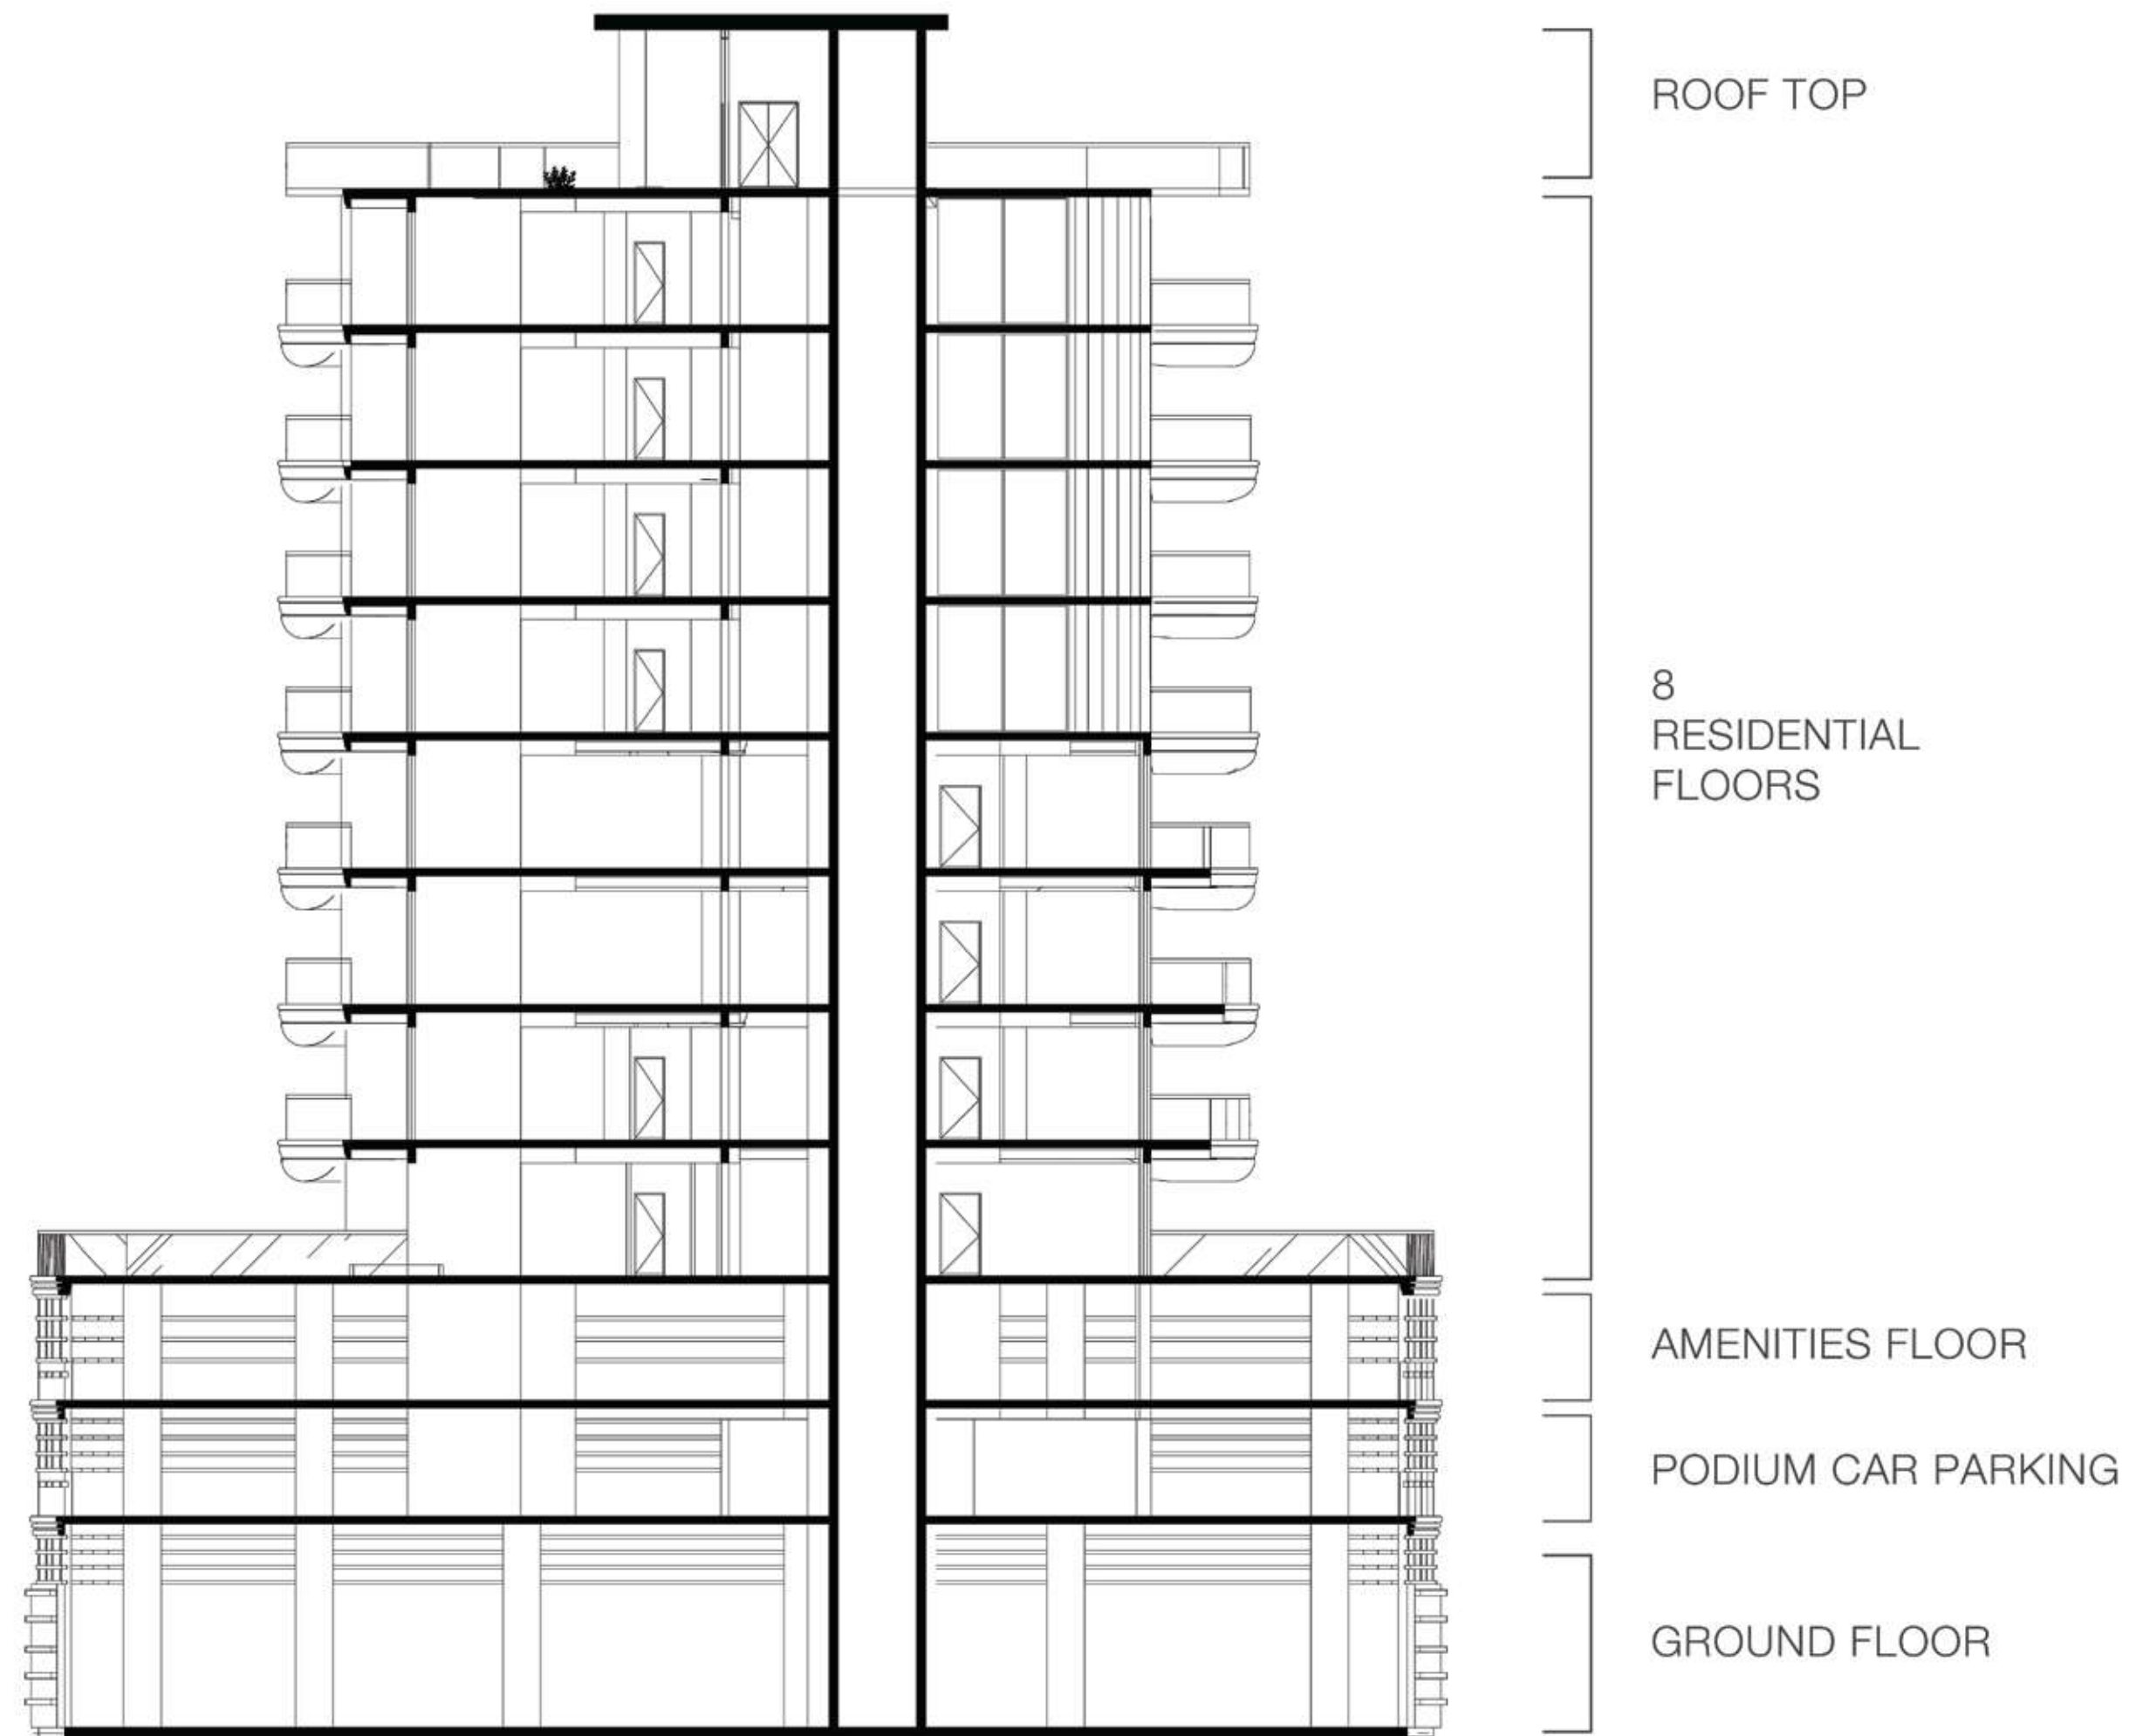 ROOF TOP
8
RESIDENTIAL
FLOORS
AMENITIES FLOOR
PODIUM CAR PARKING
GROUND FLOOR